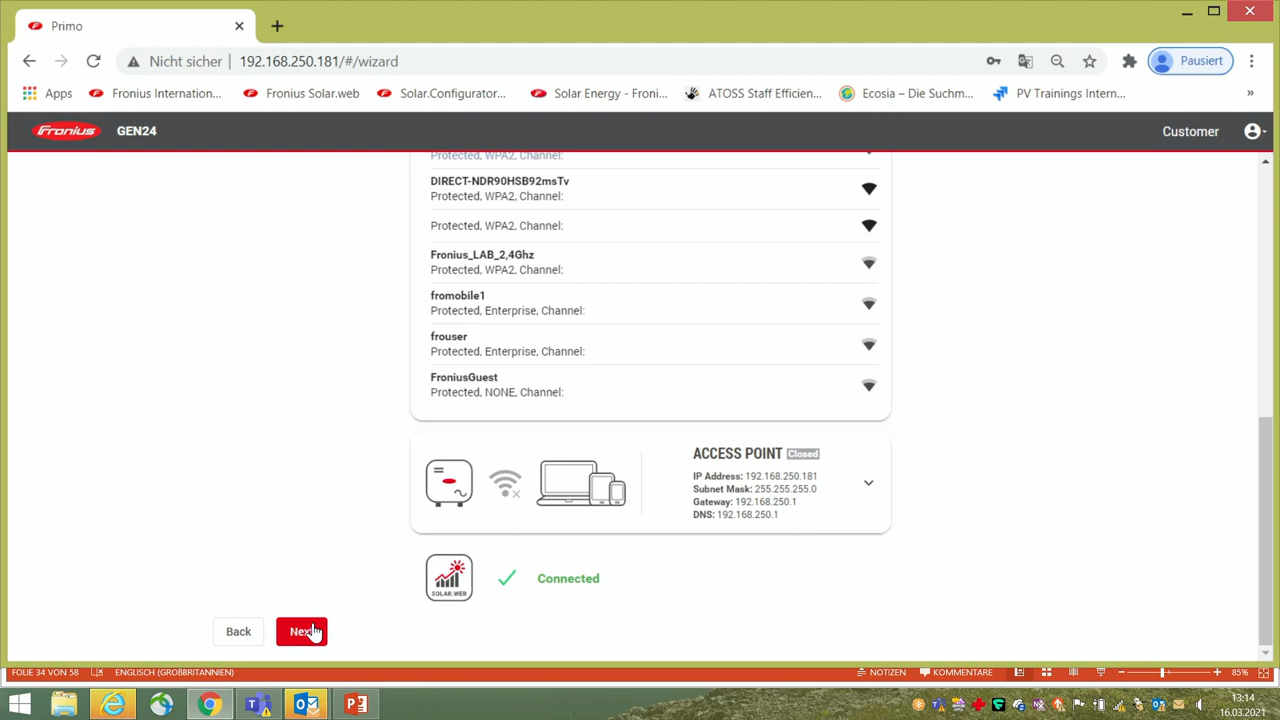 Primo
Nicht sicher
192.168.250.181/#/wizard
Pausiert
Apps
Fronius Internation...
Fronius Solar.web
Solar.Configurator...
Solar Energy - Froni...
ATOSS Staff Efficien...
Ecosia – Die Suchm...
PV Trainings Intern...
»
Fronius
GEN24
Customer
Protected, WPA2, Channel:
DIRECT-NDR90HSB92msTv
Protected, WPA2, Channel:
Protected, WPA2, Channel:
Fronius_LAB_2,4Ghz
Protected, WPA2, Channel:
fromobile1
Protected, Enterprise, Channel:
frouser
Protected, Enterprise, Channel:
FroniusGuest
Protected, NONE, Channel:
ACCESS POINT Closed
IP Address: 192.168.250.181
Subnet Mask: 255.255.255.0
Gateway: 192.168.250.1
DNS: 192.168.250.1
SOLAR.WEB
Connected
Back
Next
FOLIE 34 VON 58
ENGLISCH (GROßBRITANNIEN)
NOTIZEN
KOMMENTARE
85%
13:14
16.03.2021